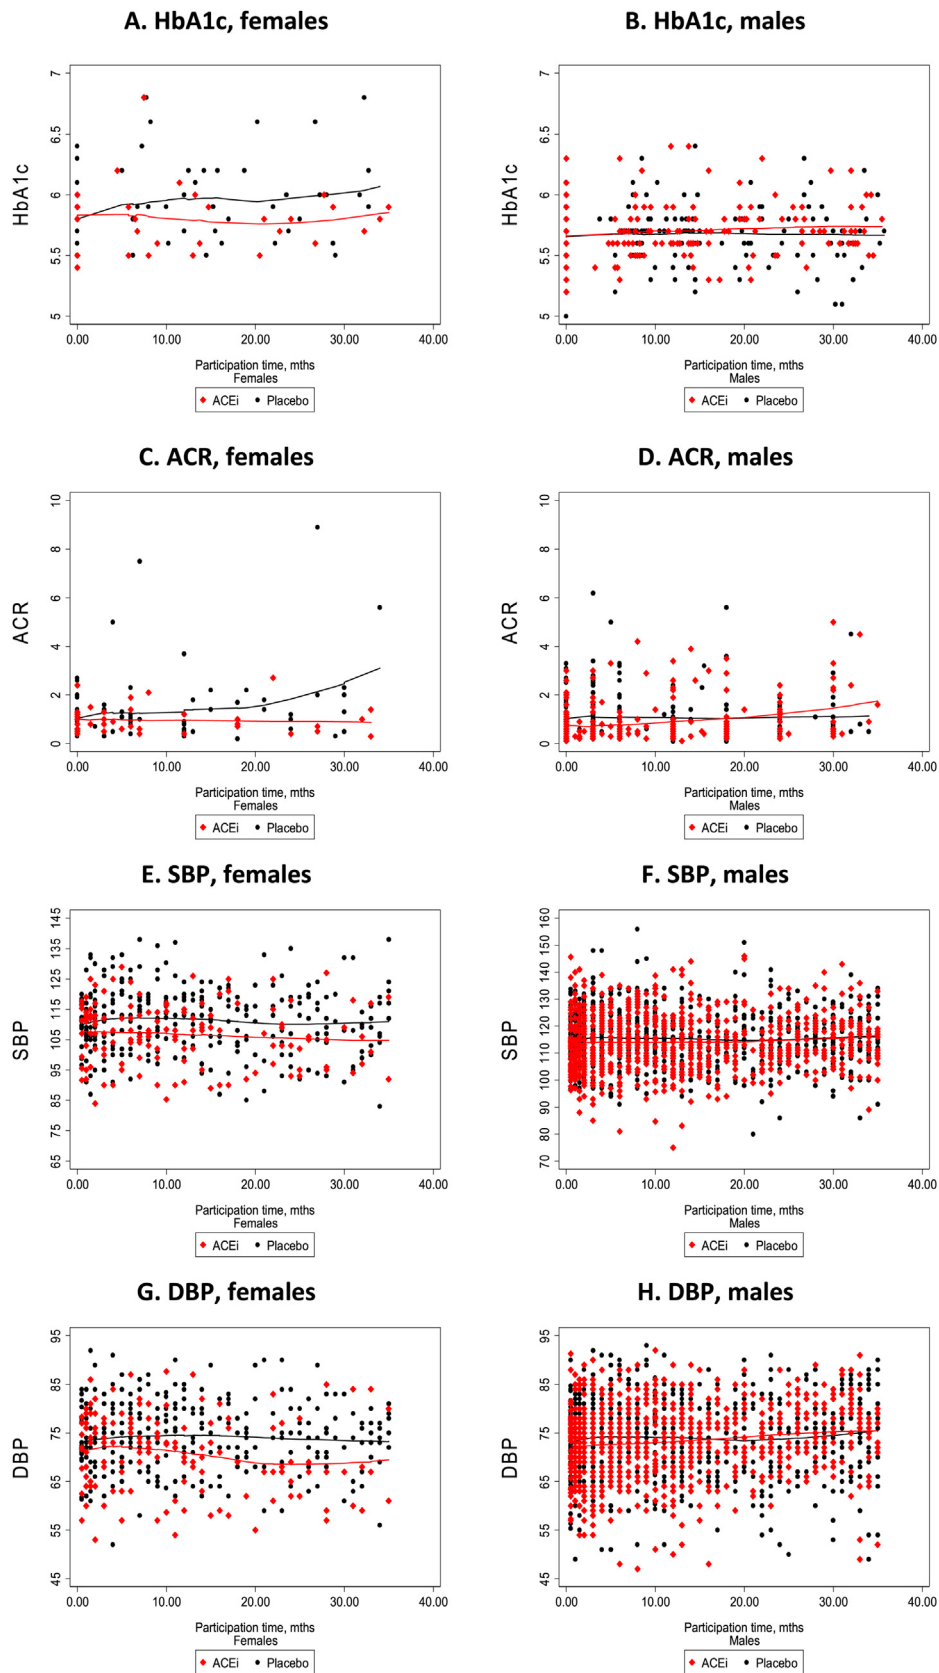 A. HbA1c, females
HbA1c
7
6.5
6
5.5
5
0.00 10.00 20.00 30.00 40.00
Participation time, mths
Females
ACEi Placebo
B. HbA1c, males
HbA1c
7
6.5
6
5.5
5
0.00 10.00 20.00 30.00 40.00
Participation time, mths
Males
ACEi Placebo
C. ACR, females
ACR
10
8
6
4
2
0
0.00 10.00 20.00 30.00 40.00
Participation time, mths
Females
ACEi Placebo
D. ACR, males
ACR
10
8
6
4
2
0
0.00 10.00 20.00 30.00 40.00
Participation time, mths
Males
ACEi Placebo
E. SBP, females
SBP
145
135
125
115
105
95
85
75
65
0.00 10.00 20.00 30.00 40.00
Participation time, mths
Females
ACEi Placebo
F. SBP, males
SBP
160
150
140
130
120
110
100
90
80
70
0.00 10.00 20.00 30.00 40.00
Participation time, mths
Males
ACEi Placebo
G. DBP, females
DBP
95
85
75
65
55
45
0.00 10.00 20.00 30.00 40.00
Participation time, mths
Females
ACEi Placebo
H. DBP, males
DBP
95
85
75
65
55
45
0.00 10.00 20.00 30.00 40.00
Participation time, mths
Males
ACEi Placebo